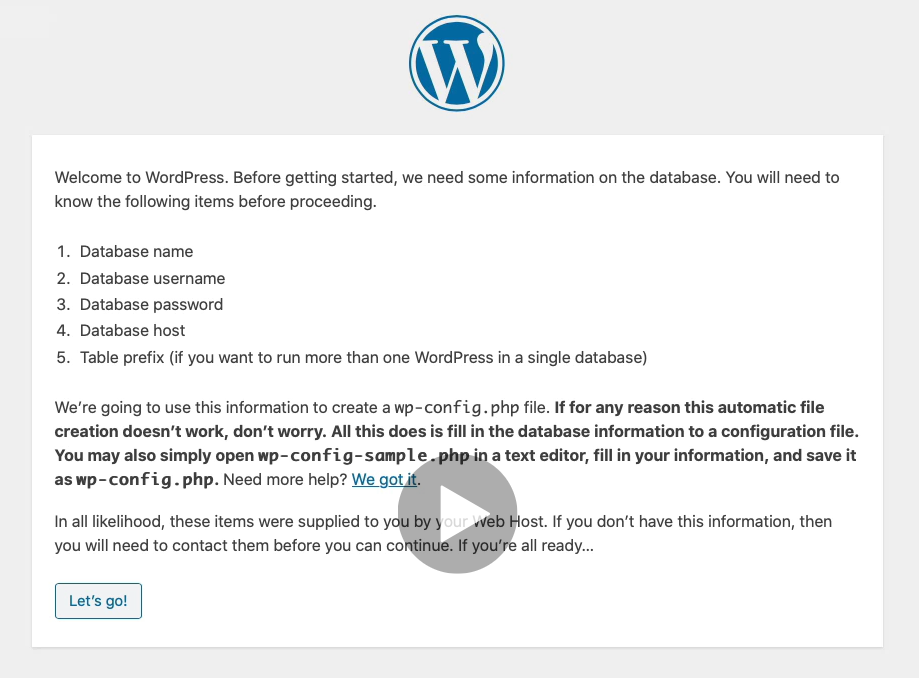 W
Welcome to WordPress. Before getting started, we need some information on the database. You will need to
know the following items before proceeding.
1. Database name
2. Database username
3. Database password
4. Database host
5. Table prefix (if you want to run more than one WordPress in a single database)
We’re going to use this information to create a wp-config.php file. If for any reason this automatic file
creation doesn’t work, don’t worry. All this does is fill in the database information to a configuration file.
You may also simply open wp-config-sample.php in a text editor, fill in your information, and save it
as wp-config.php. Need more help? We got it.
In all likelihood, these items were supplied to you by your Web Host. If you don’t have this information, then
you will need to contact them before you can continue. If you’re all ready…
Let’s go!